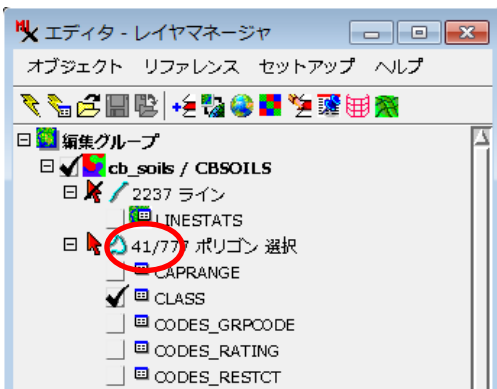 エディタ - レイヤマネージャ
オブジェクト リファレンス セットアップ ヘルプ
編集グループ
cb_soils / CBSOILS
2237 ライン
LINESTATS
41/777 ポリゴン 選択
CAPRANGE
CLASS
CODES_GRPCODE
CODES_RATING
CODES_RESTCT